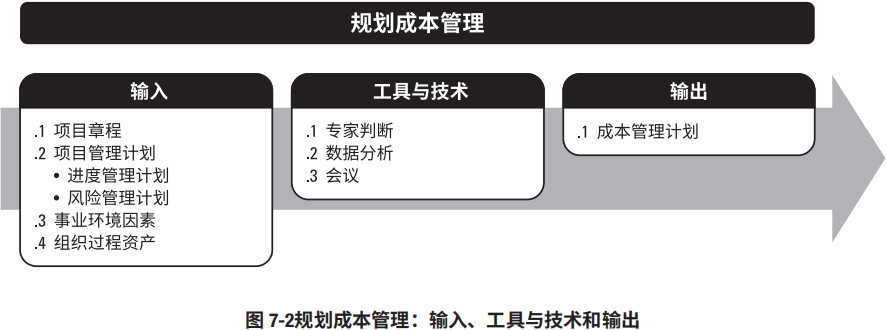 规划成本管理
输入
.1 项目章程
.2 项目管理计划
• 进度管理计划
• 风险管理计划
.3 事业环境因素
.4 组织过程资产
工具与技术
.1 专家判断
.2 数据分析
.3 会议
输出
.1 成本管理计划
图 7-2规划成本管理：输入、工具与技术和输出